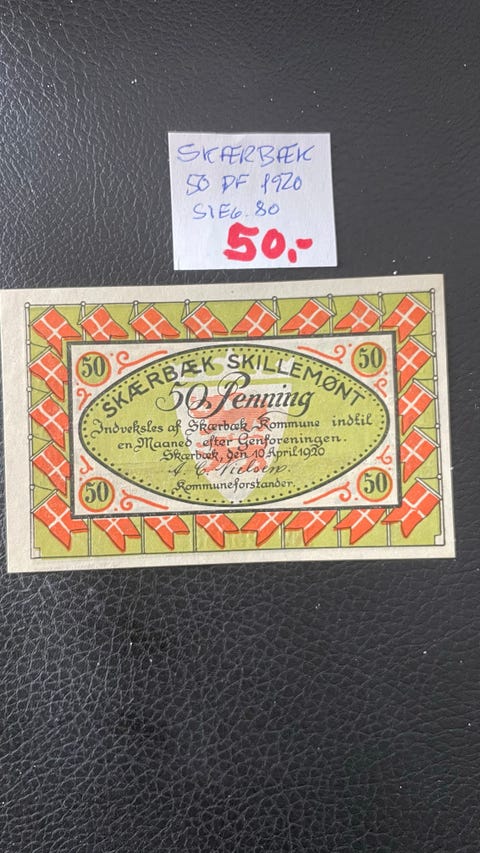 SKÆRBÆK
50 PF 1920
SIEG. 80
50,-
50
50
SKÆRBÆK SKILLEMØNT
50 Penning
Indveksles af Skærbæk Kommune indtil
en Maaned efter Genforeningen.
Skærbæk, den 10 April 1920
A. C. Nielsen.
Kommuneforstander.
50
50